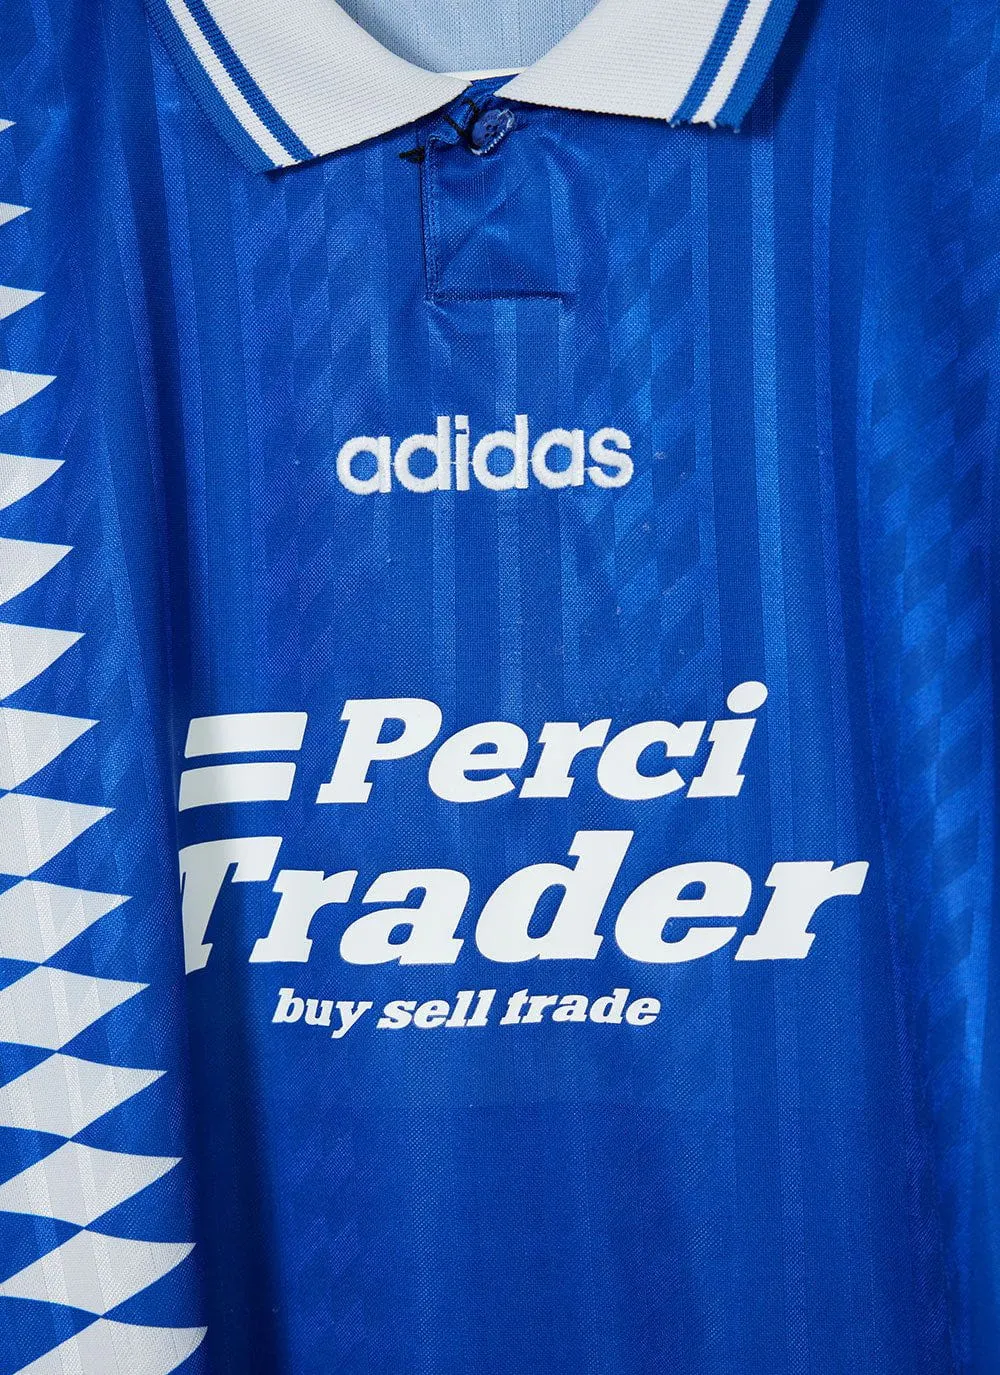 adidas
Perci
Trader
buy sell trade